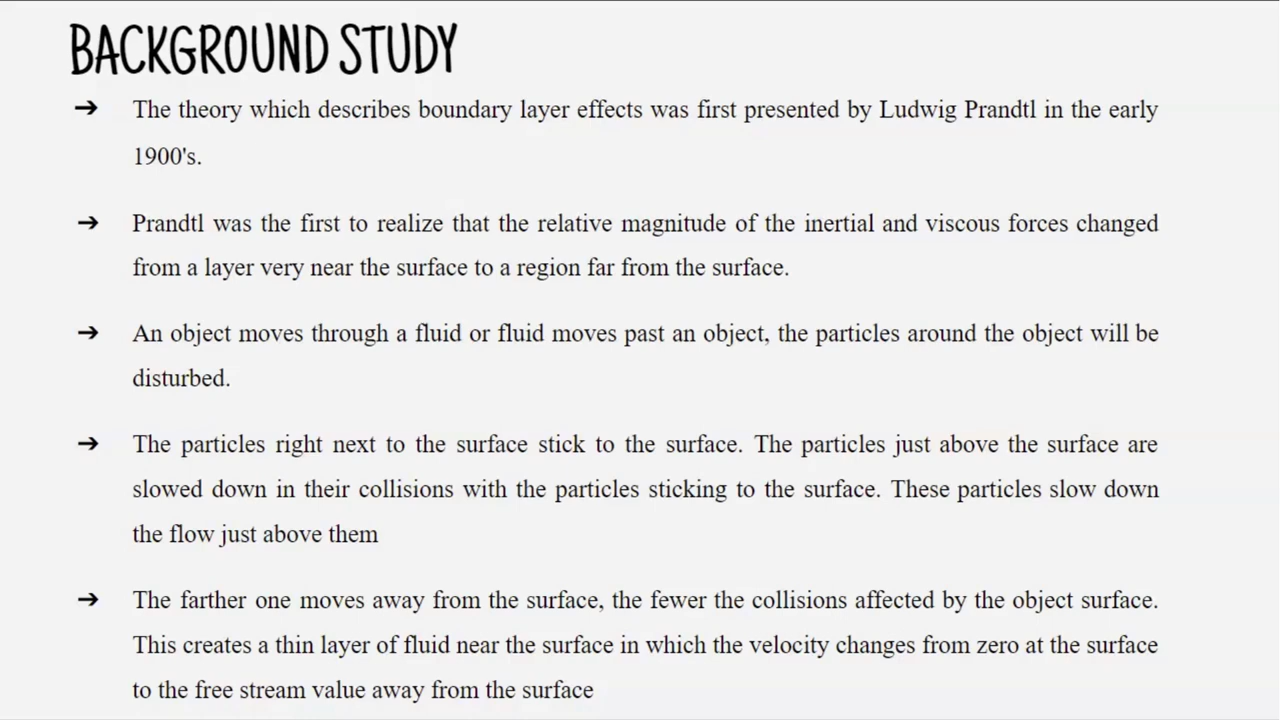 BACKGROUND STUDY
➔ The theory which describes boundary layer effects was first presented by Ludwig Prandtl in the early
1900's.
➔ Prandtl was the first to realize that the relative magnitude of the inertial and viscous forces changed
from a layer very near the surface to a region far from the surface.
➔ An object moves through a fluid or fluid moves past an object, the particles around the object will be
disturbed.
➔ The particles right next to the surface stick to the surface. The particles just above the surface are
slowed down in their collisions with the particles sticking to the surface. These particles slow down
the flow just above them
➔ The farther one moves away from the surface, the fewer the collisions affected by the object surface.
This creates a thin layer of fluid near the surface in which the velocity changes from zero at the surface
to the free stream value away from the surface